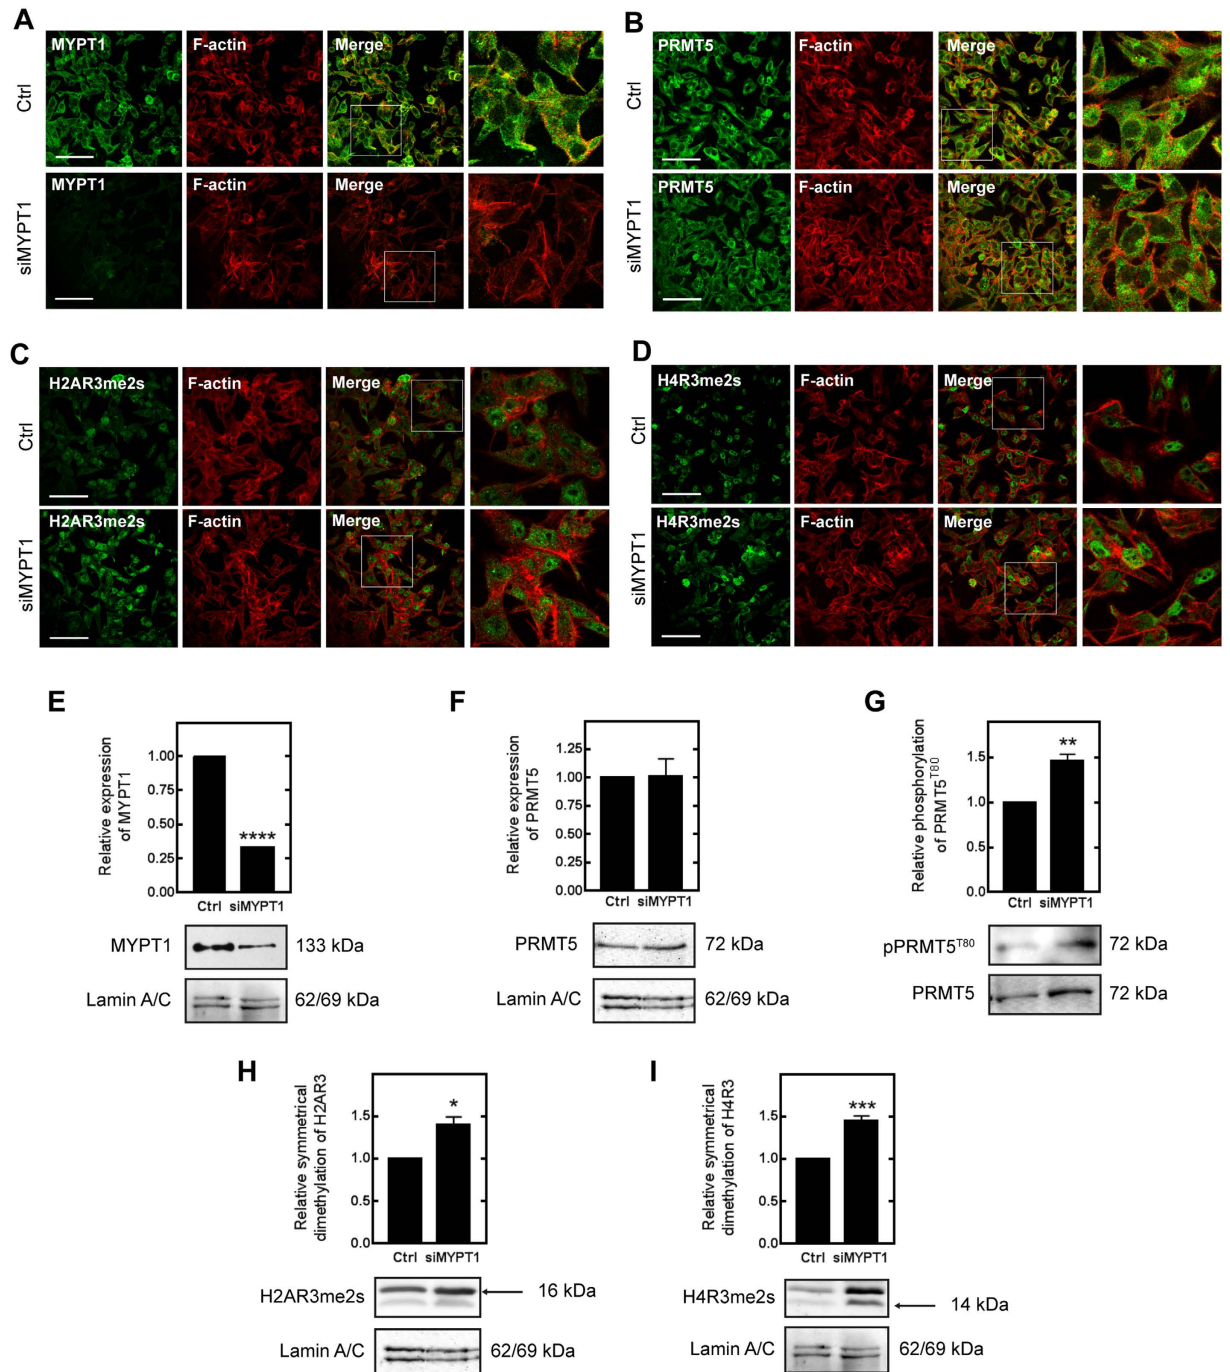 A
MYPT1 F-actin Merge
Ctrl
MYPT1 F-actin Merge
siMYPT1
B
PRMT5 F-actin Merge
Ctrl
PRMT5 F-actin Merge
siMYPT1
C
H2AR3me2s F-actin Merge
Ctrl
H2AR3me2s F-actin Merge
siMYPT1
D
H4R3me2s F-actin Merge
Ctrl
H4R3me2s F-actin Merge
siMYPT1
E
Relative expression
of MYPT1
1.00
0.75
0.50
0.25
0.00
****
Ctrl siMYPT1
MYPT1 133 kDa
Lamin A/C 62/69 kDa
F
Relative expression
of PRMT5
1.25
1.00
0.75
0.50
0.25
0.00
Ctrl siMYPT1
PRMT5 72 kDa
Lamin A/C 62/69 kDa
G
Relative phosphorylation
of PRMT5T80
1.5
1.0
0.5
0.0
**
Ctrl siMYPT1
pPRMT5T80 72 kDa
PRMT5 72 kDa
H
Relative symmetrical
dimethylation of H2AR3
1.5
1.0
0.5
0.0
*
Ctrl siMYPT1
H2AR3me2s 16 kDa
Lamin A/C 62/69 kDa
I
Relative symmetrical
dimethylation of H4R3
1.5
1.0
0.5
0.0
***
Ctrl siMYPT1
H4R3me2s 14 kDa
Lamin A/C 62/69 kDa